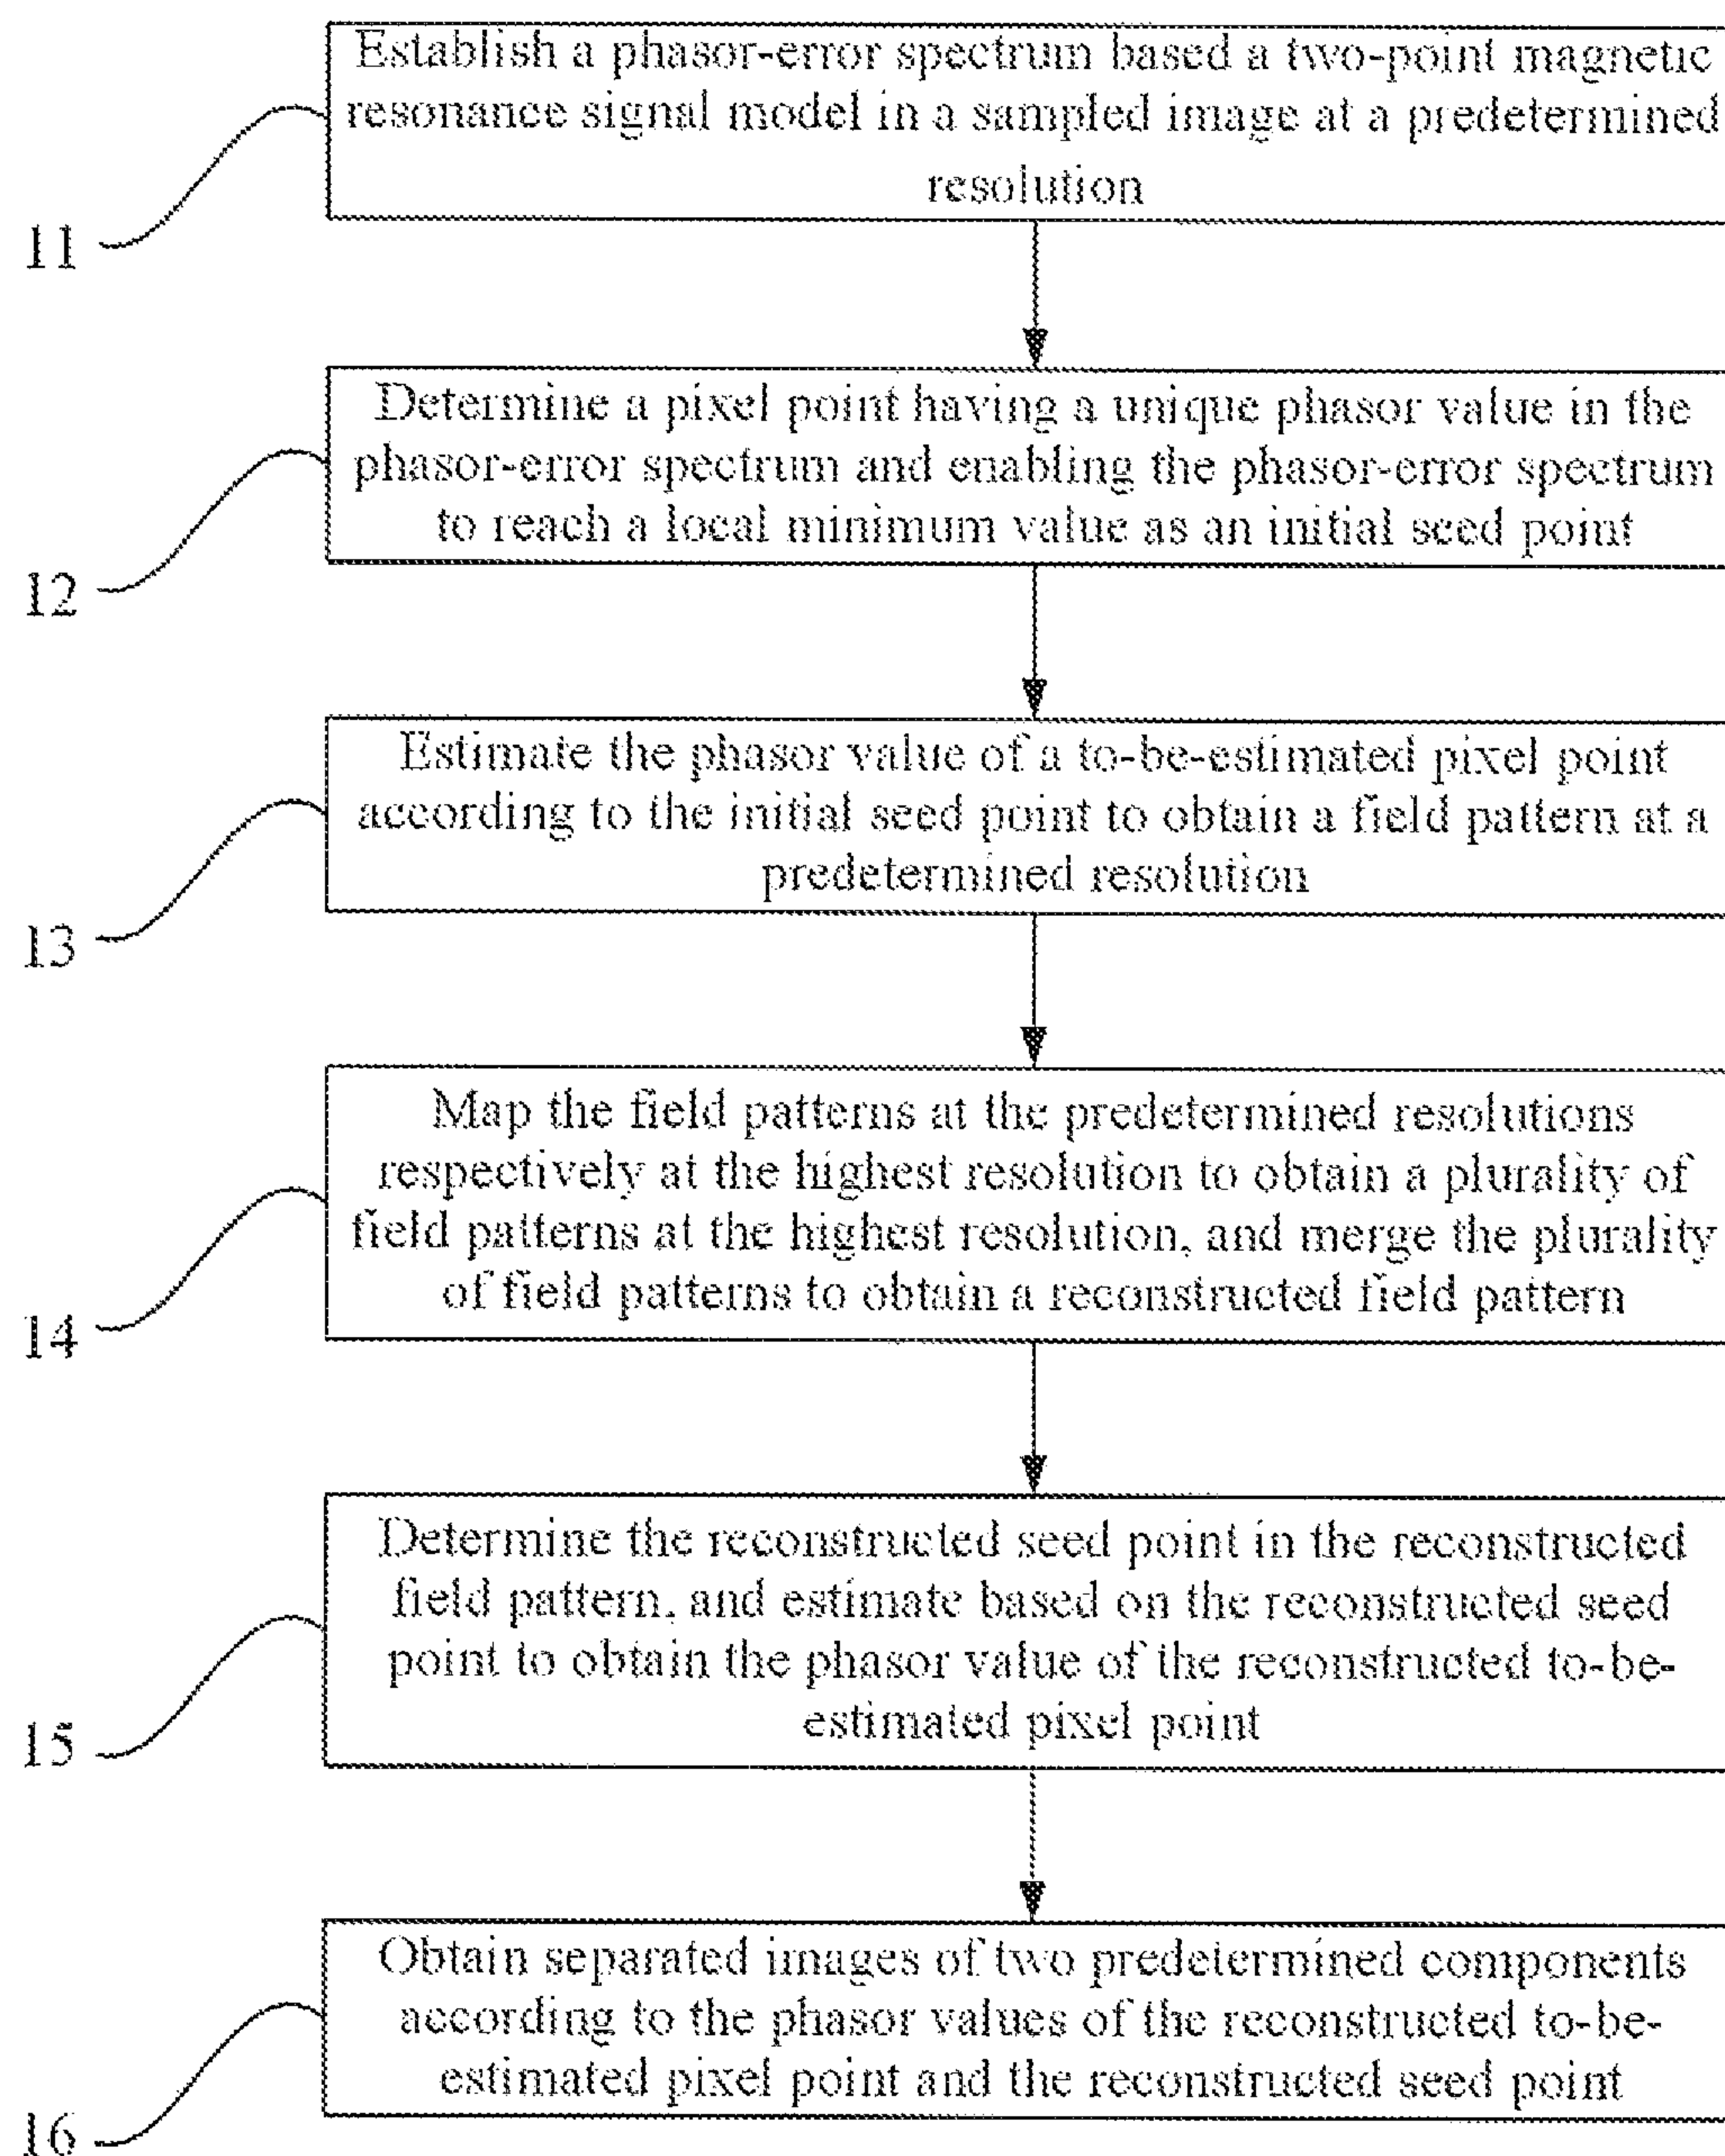 Establish a phasor-error spectrum based a two-point magnetic
resonance signal model in a sampled image at a predetermined
resolution
11
Determine a pixel point having a unique phasor value in the
phasor-error spectrum and enabling the phasor-error spectrum
to reach a local minimum value as an initial seed point
12
Estimate the phasor value of a to-be-estimated pixel point
according to the initial seed point to obtain a field pattern at a
predetermined resolution
13
Map the field patterns at the predetermined resolutions
respectively at the highest resolution to obtain a plurality of
field patterns at the highest resolution, and merge the plurality
of field patterns to obtain a reconstructed field pattern
14
Determine the reconstructed seed point in the reconstructed
field pattern, and estimate based on the reconstructed seed
point to obtain the phasor value of the reconstructed to-be-
estimated pixel point
15
Obtain separated images of two predetermined components
according to the phasor values of the reconstructed to-be-
estimated pixel point and the reconstructed seed point
16